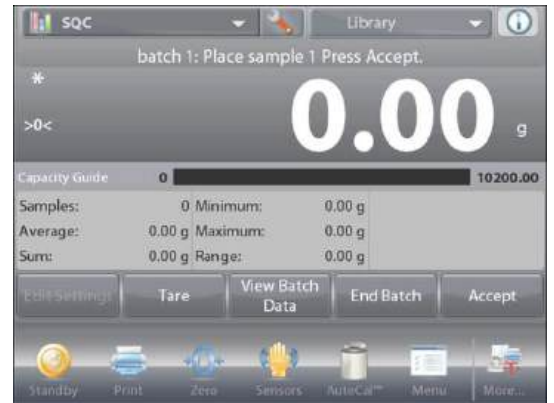 SQC Library
batch 1: Place sample 1 Press Accept.
*
>0<
0.00 g
Capacity Guide 0 10200.00
Samples: 0 Minimum: 0.00 g
Average: 0.00 g Maximum: 0.00 g
Sum: 0.00 g Range: 0.00 g
Edit Settings Tare View Batch Data End Batch Accept
Standby Print Zero Sensors AutoCal™ Menu More...